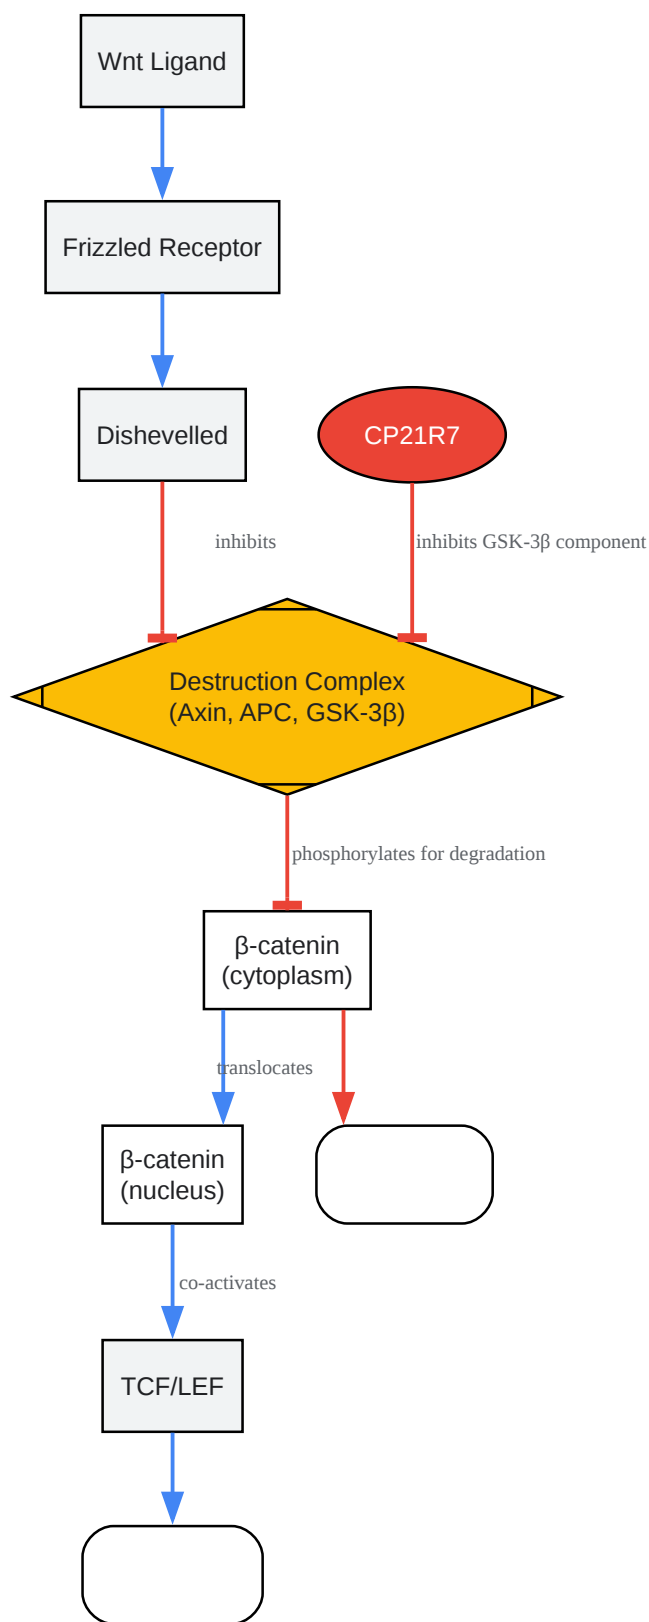 Wnt Ligand
Frizzled Receptor
Dishevelled
CP21R7
inhibits
inhibits GSK-3β component
Destruction Complex
(Axin, APC, GSK-3β)
phosphorylates for degradation
β-catenin
(cytoplasm)
translocates
β-catenin
(nucleus)
co-activates
TCF/LEF